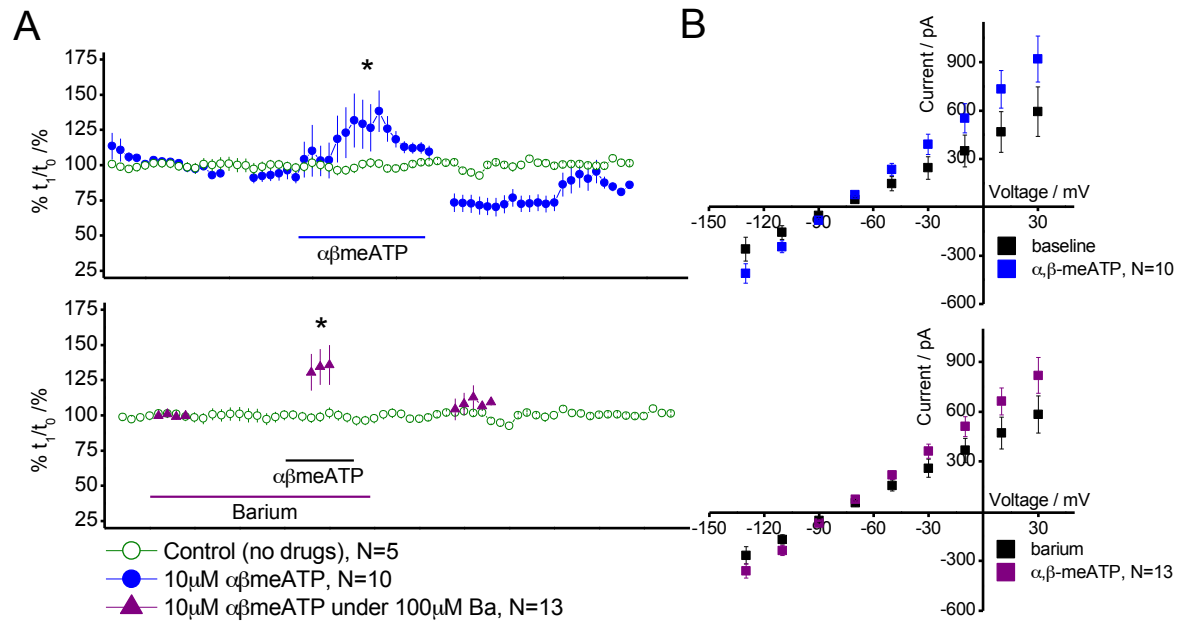 A
% t1/t0 /%
175
150
125
100
75
50
25
*
αβmeATP
% t1/t0 /%
175
150
125
100
75
50
25
*
αβmeATP
Barium
Control (no drugs), N=5
10μM αβmeATP, N=10
10μM αβmeATP under 100μM Ba, N=13
B
Current / pA
900
600
300
Voltage / mV
-150 -120 -90 -60 -30 30
-300
-600
baseline
α,β-meATP, N=10
Current / pA
900
600
300
Voltage / mV
-150 -120 -90 -60 -30 30
-300
-600
barium
α,β-meATP, N=13